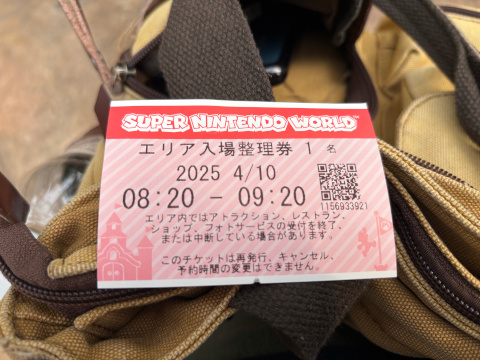 SUPER NINTENDO WORLD™
エリア入場整理券 1 名
2025 4/10
08:20 - 09:20
1156933921
エリア内ではアトラクション、レストラン、
ショップ、フォトサービスの受付を終了、
または中断している場合があります。
このチケットは再発行、キャンセル、
予約時間の変更はできません。